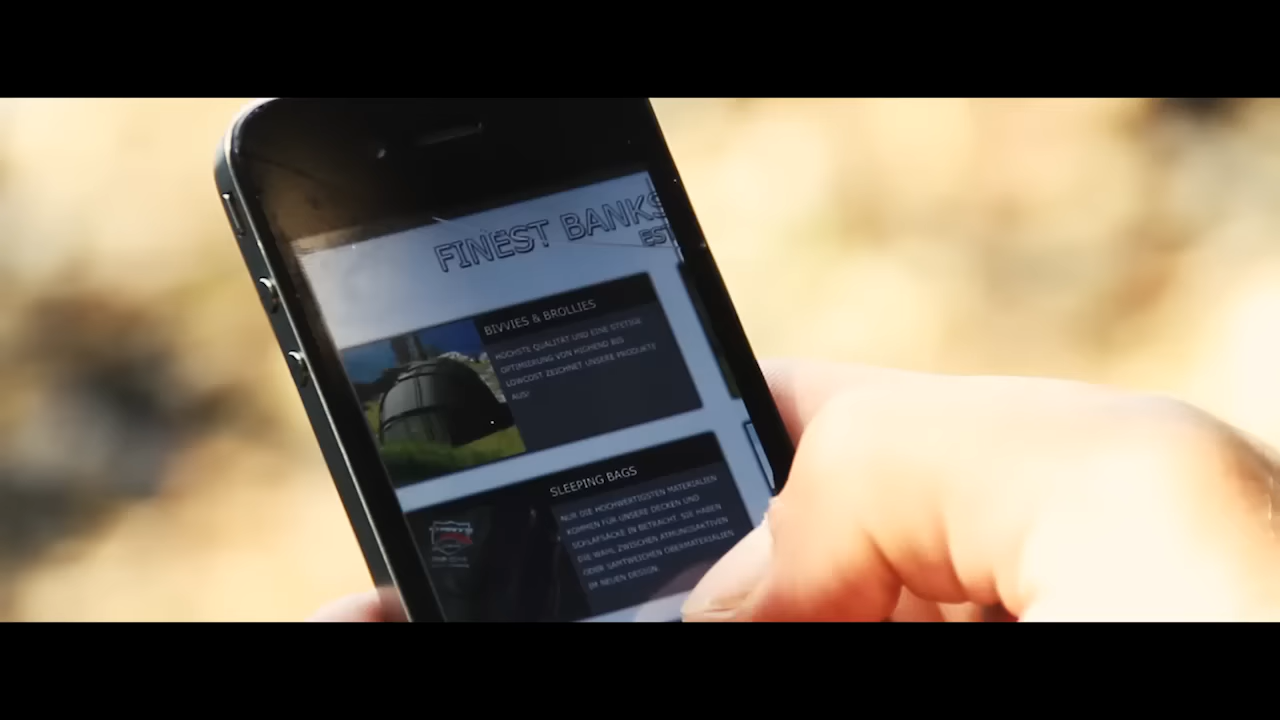 FINEST BANKS
EST
BIVVIES & BROLLIES
HÖCHSTE QUALITÄT UND EINE STETIGE
OPTIMIERUNG VON HIGHEND BIS
LOWCOST ZEICHNET UNSERE PRODUKTE
AUS!
SLEEPING BAGS
NUR DIE HOCHWERTIGSTEN MATERIALIEN
KOMMEN FÜR UNSERE DECKEN UND
SCHLAFSÄCKE IN BETRACHT. SIE HABEN
DIE WAHL ZWISCHEN ATMUNGSAKTIVEN
ODER SAMTWEICHEN OBERMATERIALIEN
IM NEUEN DESIGN.